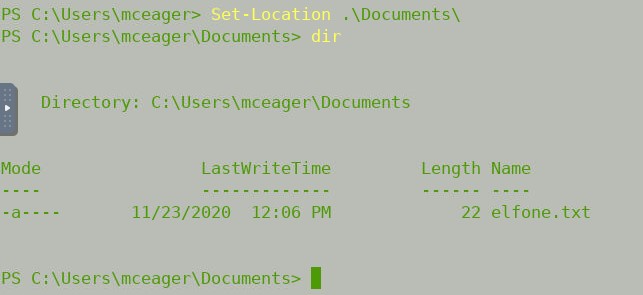 PS C:\Users\mceager> Set-Location .\Documents\
PS C:\Users\mceager\Documents> dir
Directory: C:\Users\mceager\Documents
Mode LastWriteTime Length Name
---- ------------- ------ ----
-a---- 11/23/2020 12:06 PM 22 elfone.txt
PS C:\Users\mceager\Documents>